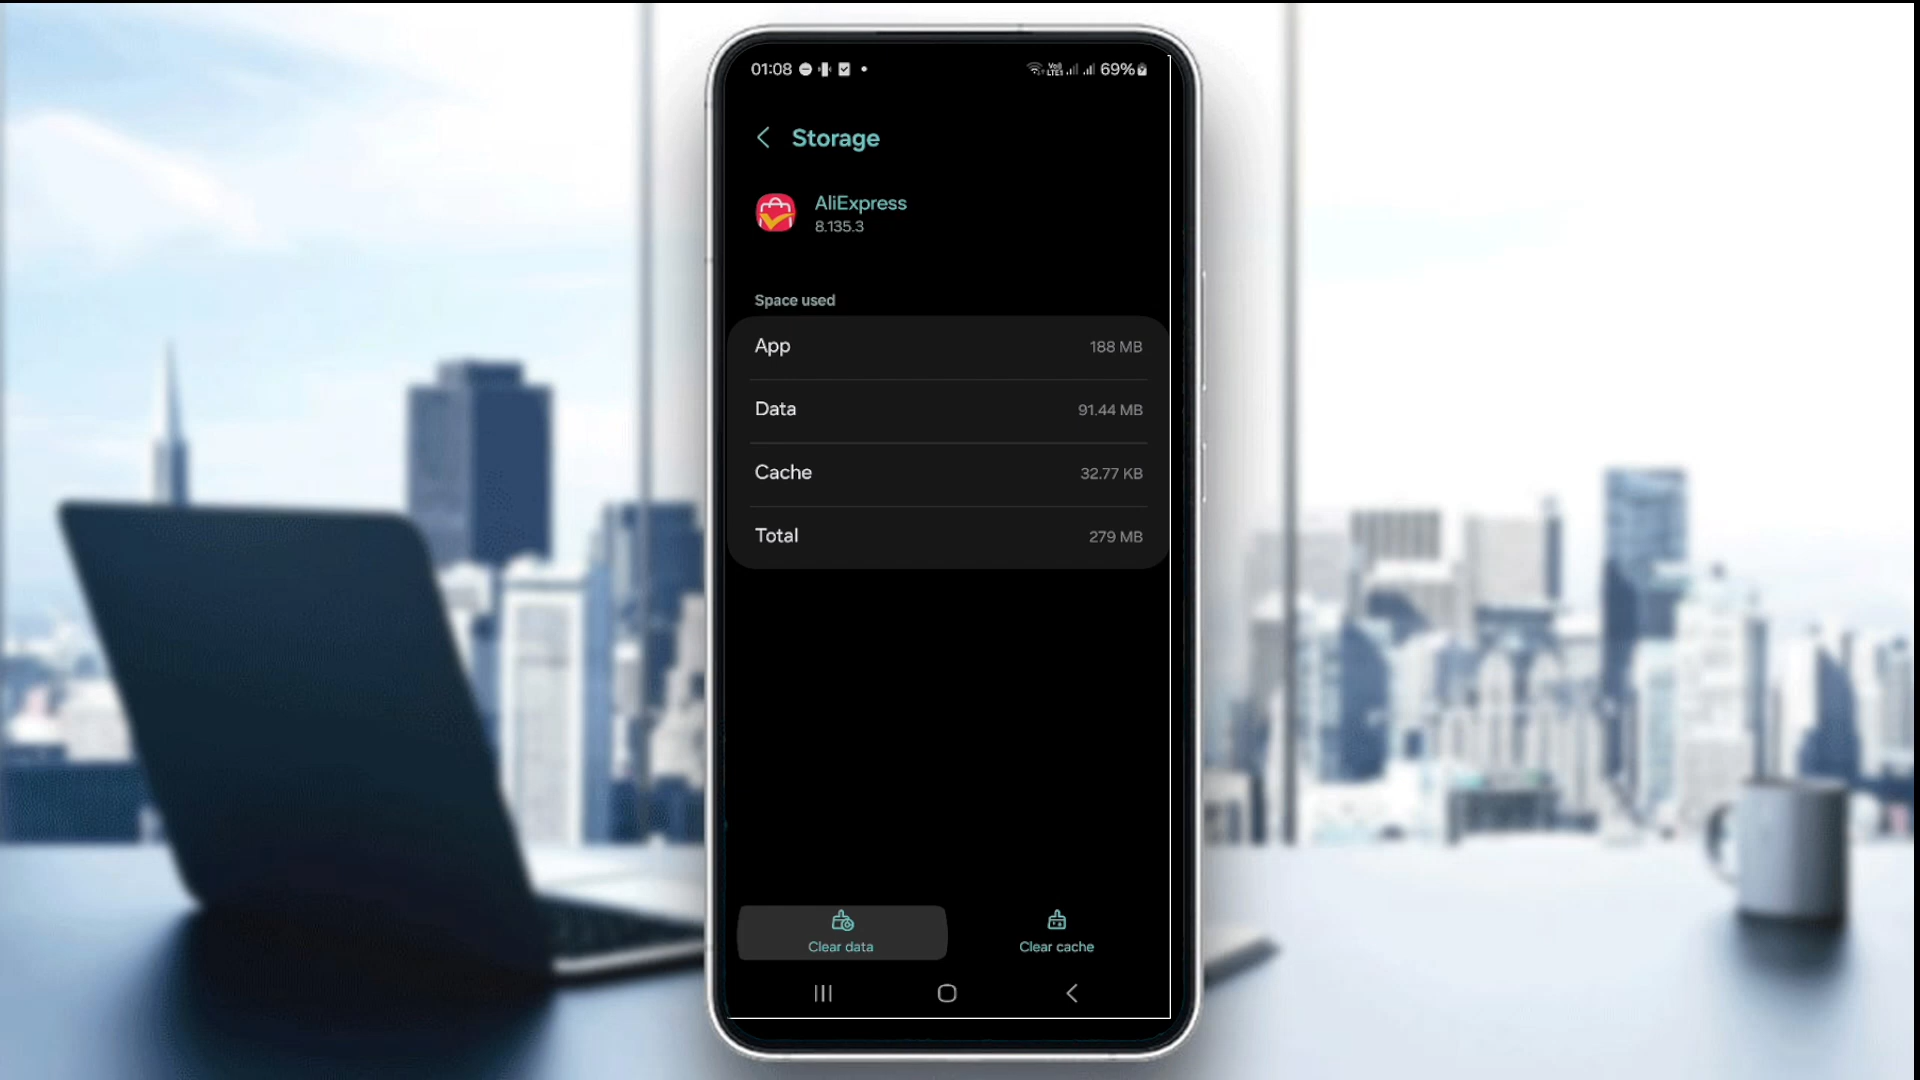 01:08 69%
Storage
AliExpress
8.135.3
Space used
App 188 MB
Data 91.44 MB
Cache 32.77 KB
Total 279 MB
Clear data Clear cache